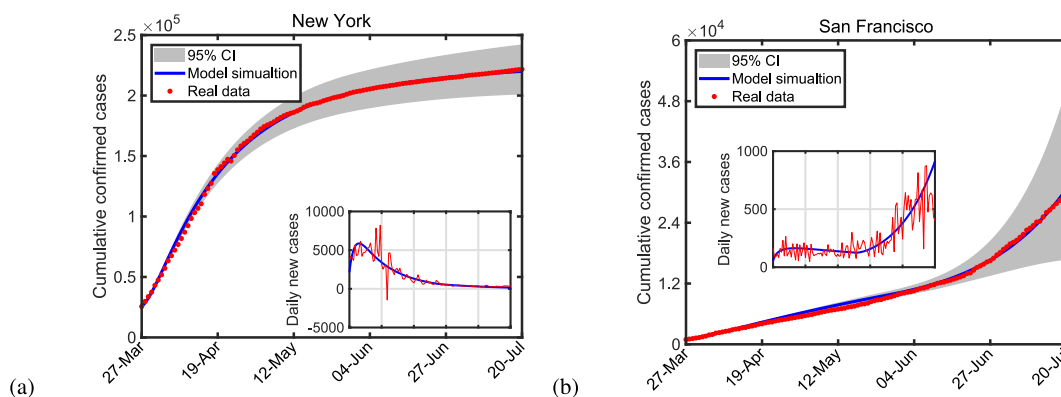 New York
×10^5
2.5
2
1.5
1
0.5
0
Cumulative confirmed cases
95% CI
Model simualtion
Real data
10000
5000
0
-5000
Daily new cases
27-Mar
19-Apr
12-May
04-Jun
27-Jun
20-Jul
(a)
San Francisco
×10^4
6
4.8
3.6
2.4
1.2
0
Cumulative confirmed cases
95% CI
Model simualtion
Real data
1000
500
0
Daily new cases
27-Mar
19-Apr
12-May
04-Jun
27-Jun
(b)